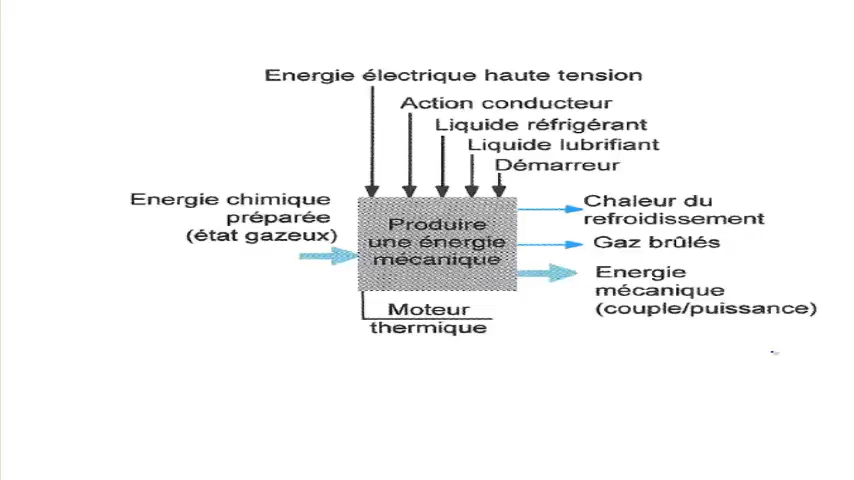 Energie électrique haute tension
Action conducteur
Liquide réfrigérant
Liquide lubrifiant
Démarreur
Energie chimique
préparée
(état gazeux)
Produire
une énergie
mécanique
Chaleur du
refroidissement
Gaz brûlés
Energie
mécanique
(couple/puissance)
Moteur
thermique